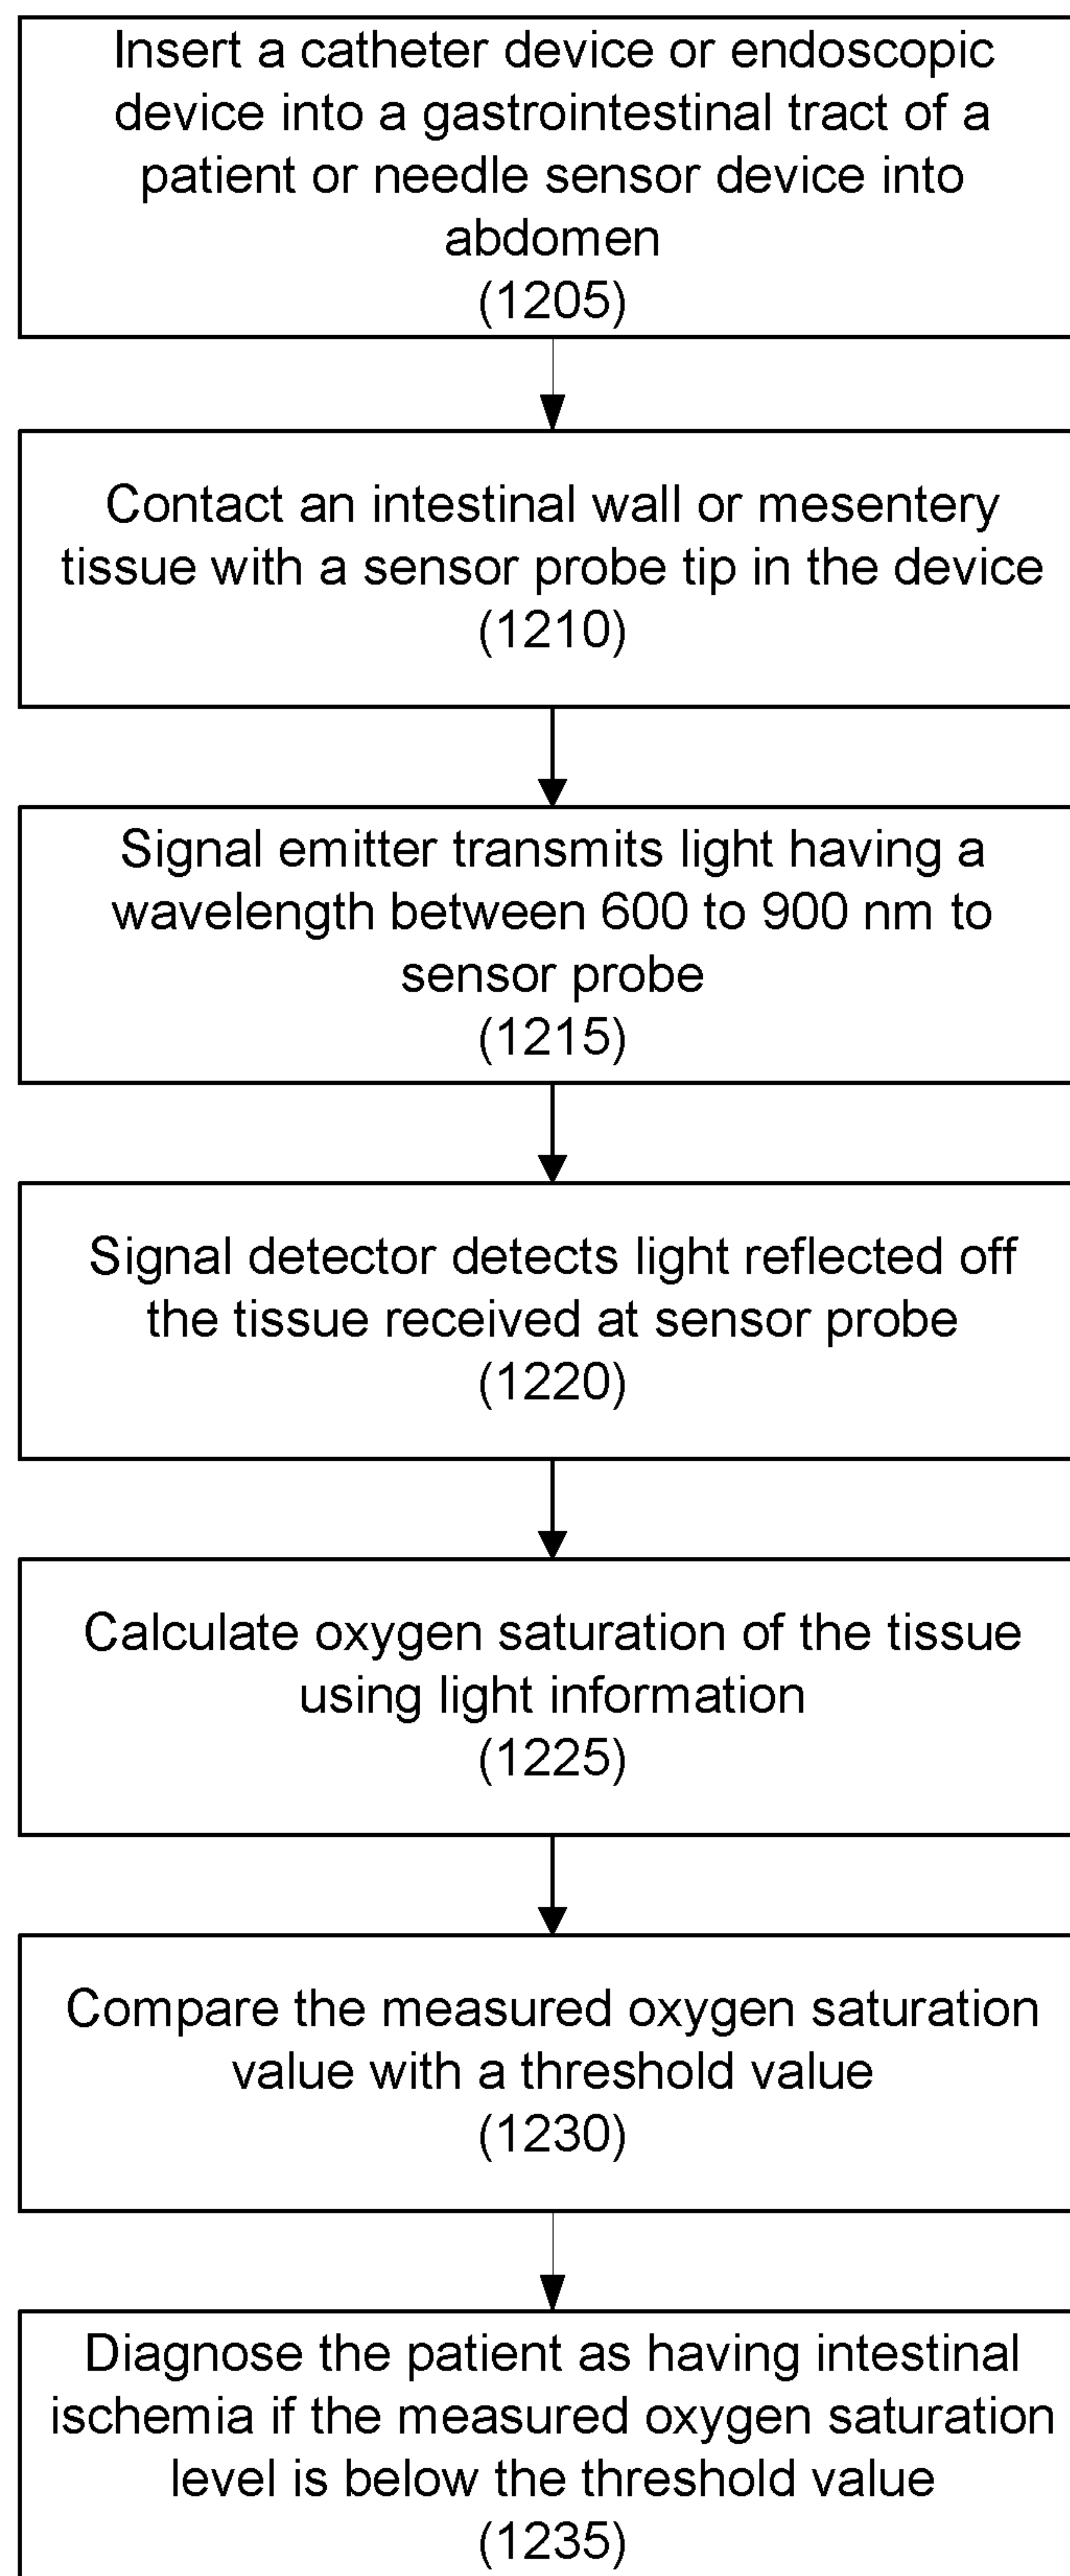 Insert a catheter device or endoscopic
device into a gastrointestinal tract of a
patient or needle sensor device into
abdomen
(1205)
Contact an intestinal wall or mesentery
tissue with a sensor probe tip in the device
(1210)
Signal emitter transmits light having a
wavelength between 600 to 900 nm to
sensor probe
(1215)
Signal detector detects light reflected off
the tissue received at sensor probe
(1220)
Calculate oxygen saturation of the tissue
using light information
(1225)
Compare the measured oxygen saturation
value with a threshold value
(1230)
Diagnose the patient as having intestinal
ischemia if the measured oxygen saturation
level is below the threshold value
(1235)